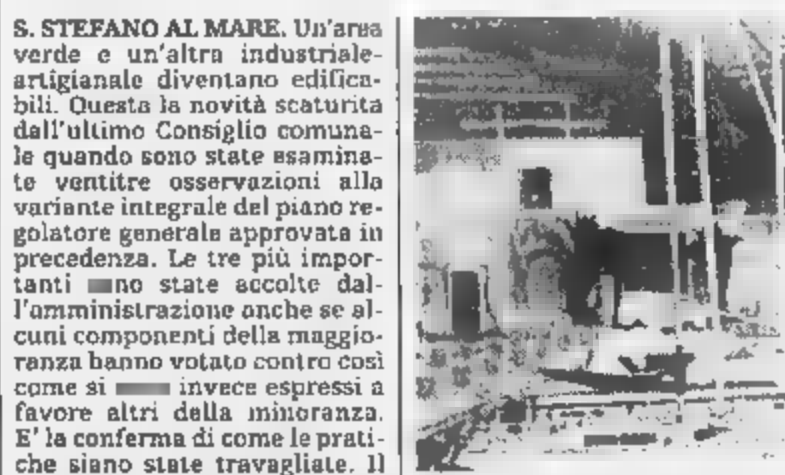 S. STEFANO AL MARE. Un'area
verde e un'altra industriale-
artigianale diventano edifica-
bili. Questa la novità scaturita
dall'ultimo Consiglio comuna-
le quando sono state esamina-
te ventitre osservazioni alla
variante integrale del piano re-
golatore generale approvata in
precedenza. Le tre più impor-
tanti state accolte dal-
l'amministrazione anche se al-
cuni componenti della maggio-
ranza hanno votato contro così
come si invece espressi a
favore altri della minoranza.
E' la conferma di come le prati-
che siano state travagliate. Il